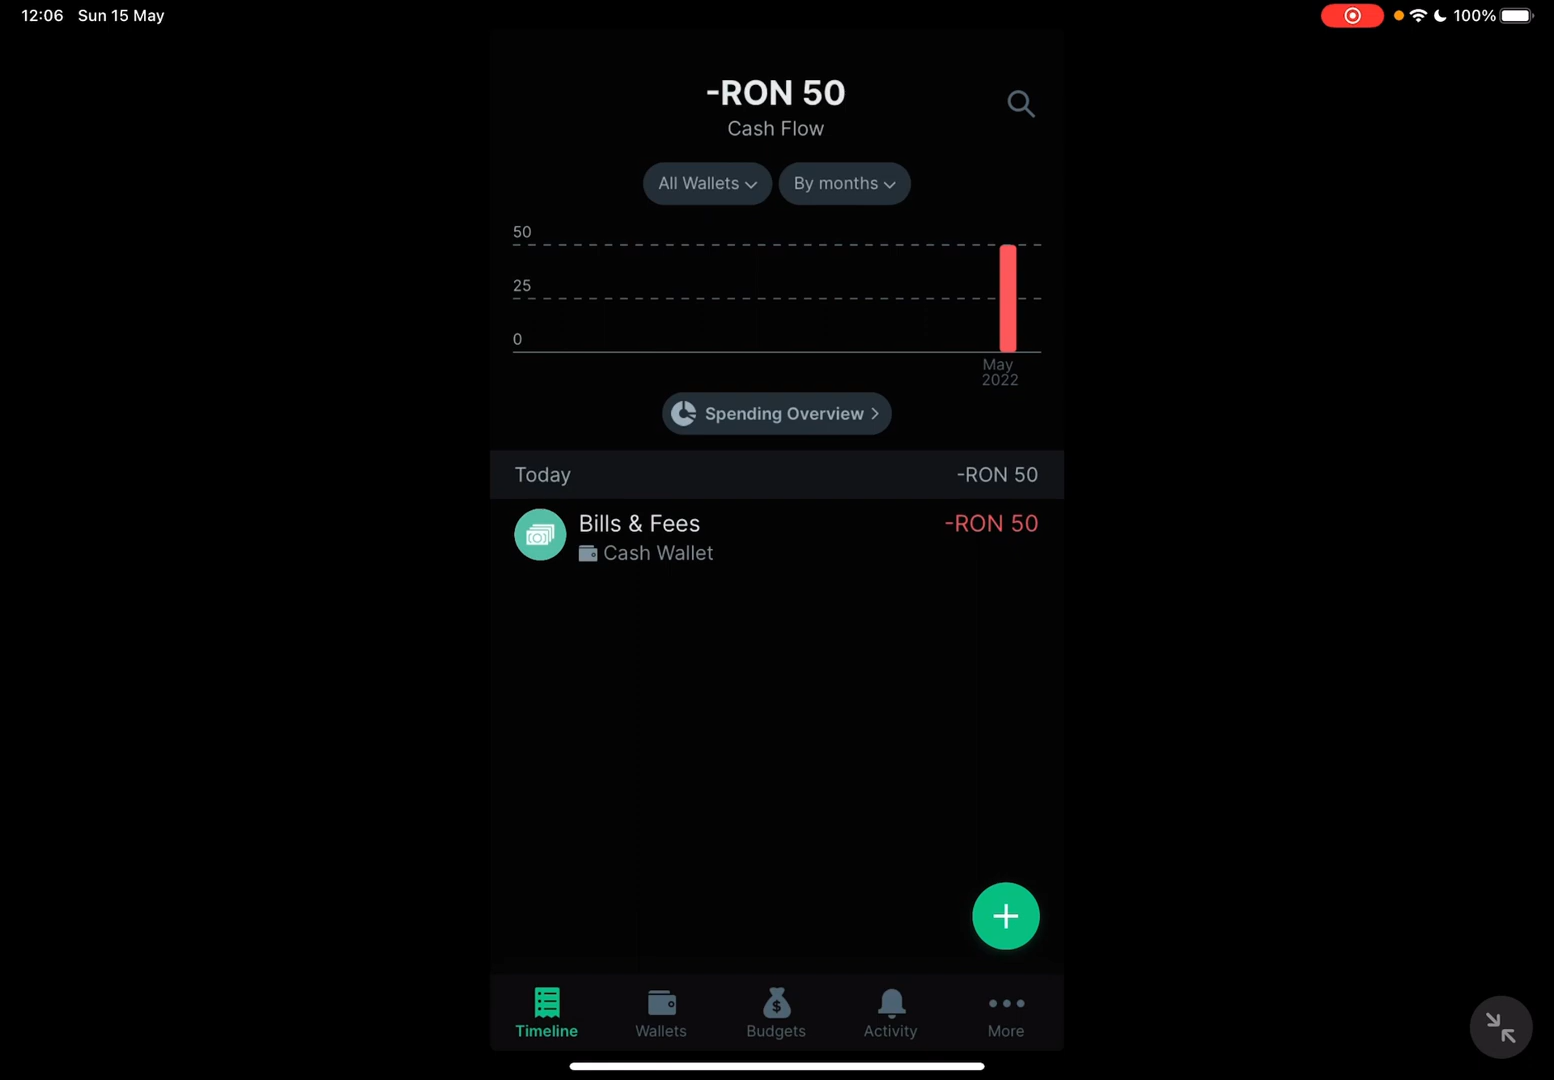 12:06 Sun 15 May 100%
-RON 50
Cash Flow
All Wallets By months
50
25
0
May
2022
Spending Overview
Today -RON 50
Bills & Fees -RON 50
Cash Wallet
Timeline Wallets Budgets Activity More